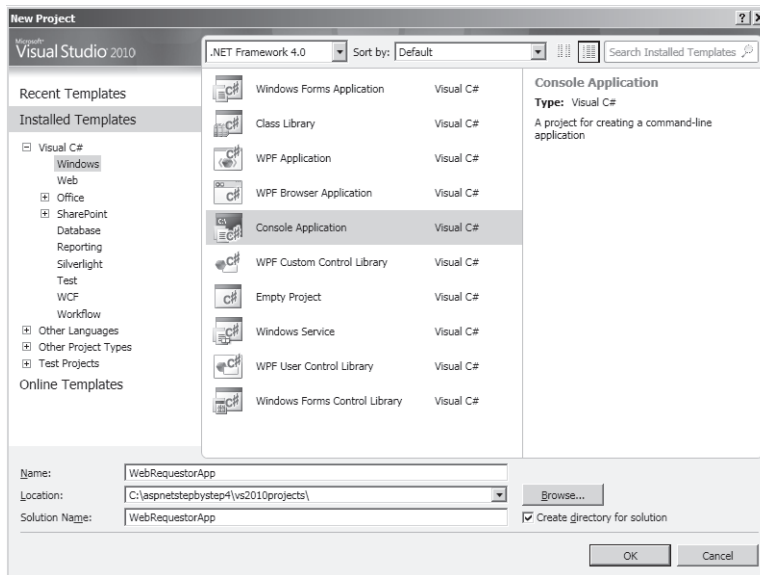 New Project
Microsoft
Visual Studio 2010
.NET Framework 4.0
Sort by: Default
Search Installed Templates
Recent Templates
Installed Templates
Visual C#
Windows
Web
Office
SharePoint
Database
Reporting
Silverlight
Test
WCF
Workflow
Other Languages
Other Project Types
Test Projects
Online Templates
Windows Forms Application Visual C#
Class Library Visual C#
WPF Application Visual C#
WPF Browser Application Visual C#
Console Application Visual C#
WPF Custom Control Library Visual C#
Empty Project Visual C#
Windows Service Visual C#
WPF User Control Library Visual C#
Windows Forms Control Library Visual C#
Console Application
Type: Visual C#
A project for creating a command-line
application
Name: WebRequestorApp
Location: C:\aspnetstepbystep4\vs2010projects\
Browse...
Solution Name: WebRequestorApp
Create directory for solution
OK Cancel